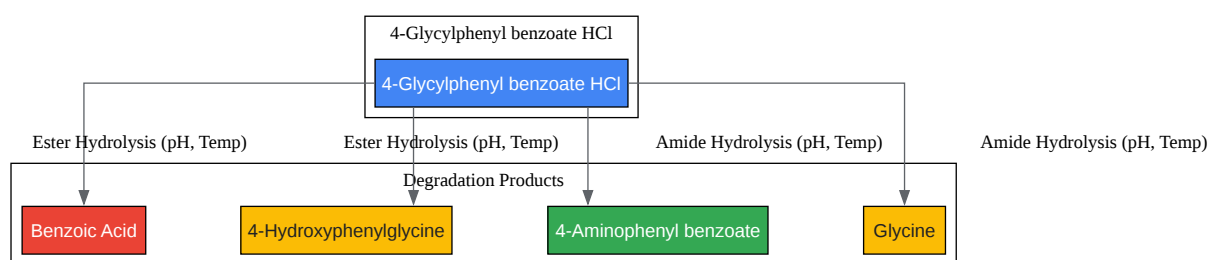 4-Glycylphenyl benzoate HCl
4-Glycylphenyl benzoate HCl
Ester Hydrolysis (pH, Temp)
Ester Hydrolysis (pH, Temp)
Amide Hydrolysis (pH, Temp)
Amide Hydrolysis (pH, Temp)
Degradation Products
Benzoic Acid
4-Hydroxyphenylglycine
4-Aminophenyl benzoate
Glycine